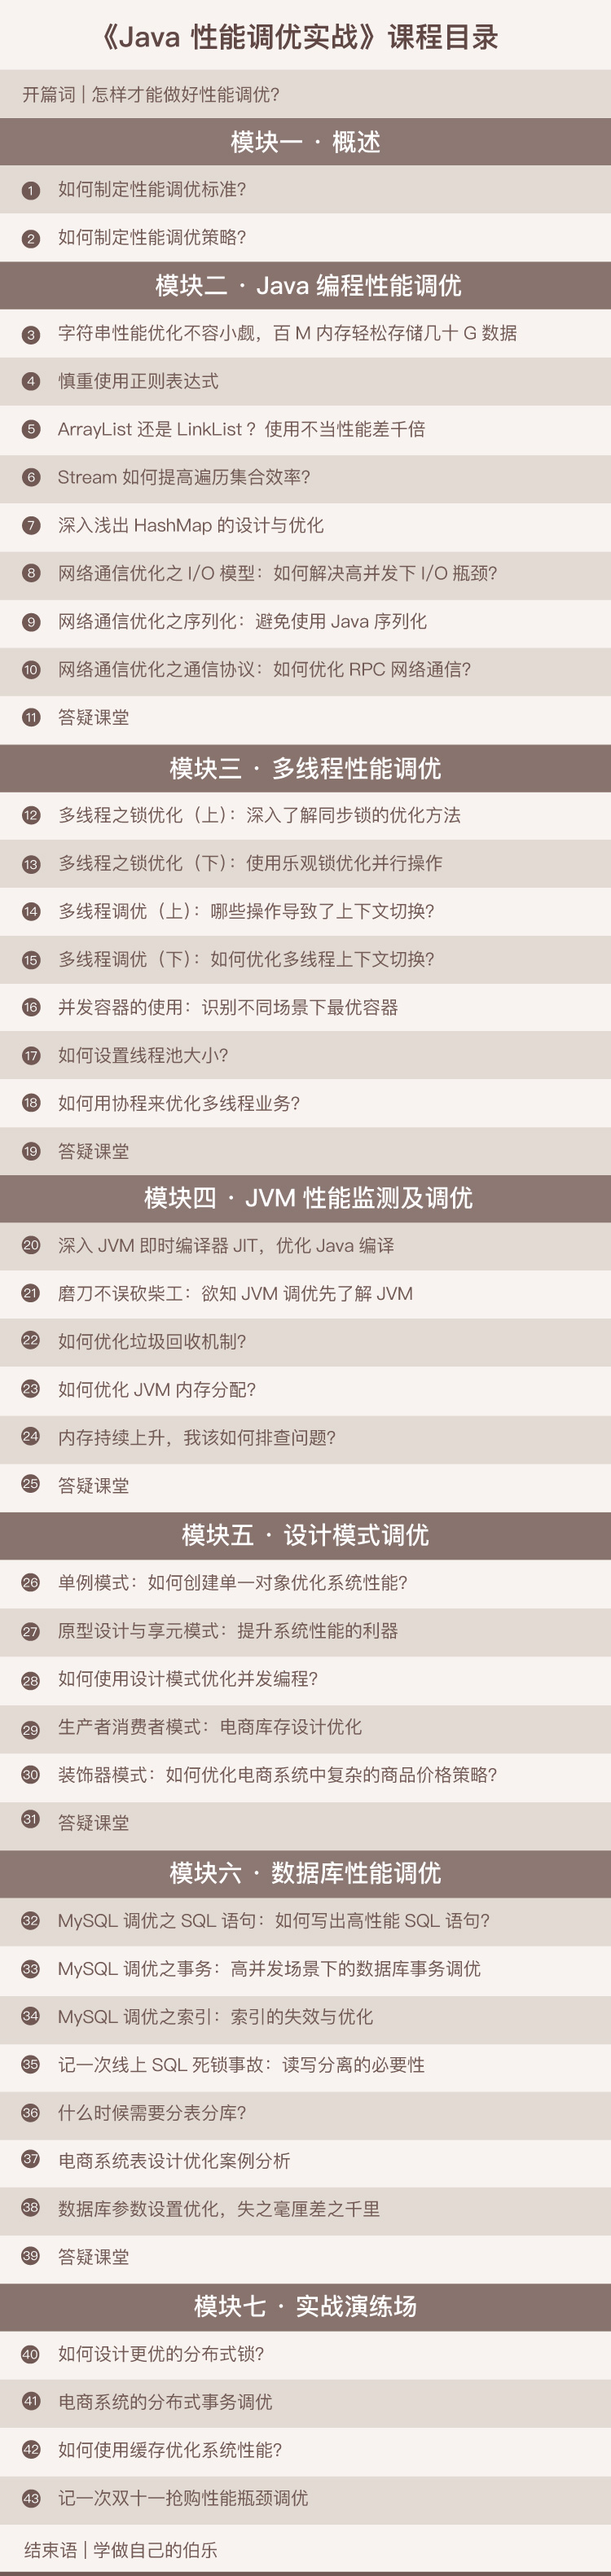 《Java 性能调优实战》课程目录
开篇词 | 怎样才能做好性能调优?
模块一 · 概述
1 如何制定性能调优标准?
2 如何制定性能调优策略?
模块二 · Java 编程性能调优
3 字符串性能优化不容小觑，百 M 内存轻松存储几十 G 数据
4 慎重使用正则表达式
5 ArrayList 还是 LinkList？使用不当性能差千倍
6 Stream 如何提高遍历集合效率?
7 深入浅出 HashMap 的设计与优化
8 网络通信优化之 I/O 模型：如何解决高并发下 I/O 瓶颈?
9 网络通信优化之序列化：避免使用 Java 序列化
10 网络通信优化之通信协议：如何优化 RPC 网络通信?
11 答疑课堂
模块三 · 多线程性能调优
12 多线程之锁优化（上）：深入了解同步锁的优化方法
13 多线程之锁优化（下）：使用乐观锁优化并行操作
14 多线程调优（上）：哪些操作导致了上下文切换?
15 多线程调优（下）：如何优化多线程上下文切换?
16 并发容器的使用：识别不同场景下最优容器
17 如何设置线程池大小?
18 如何用协程来优化多线程业务?
19 答疑课堂
模块四 · JVM 性能监测及调优
20 深入 JVM 即时编译器 JIT，优化 Java 编译
21 磨刀不误砍柴工：欲知 JVM 调优先了解 JVM
22 如何优化垃圾回收机制?
23 如何优化 JVM 内存分配?
24 内存持续上升，我该如何排查问题?
25 答疑课堂
模块五 · 设计模式调优
26 单例模式：如何创建单一对象优化系统性能?
27 原型设计与享元模式：提升系统性能的利器
28 如何使用设计模式优化并发编程?
29 生产者消费者模式：电商库存设计优化
30 装饰器模式：如何优化电商系统中复杂的商品价格策略?
31 答疑课堂
模块六 · 数据库性能调优
32 MySQL 调优之 SQL 语句：如何写出高性能 SQL 语句?
33 MySQL 调优之事务：高并发场景下的数据库事务调优
34 MySQL 调优之索引：索引的失效与优化
35 记一次线上 SQL 死锁事故：读写分离的必要性
36 什么时候需要分表分库?
37 电商系统表设计优化案例分析
38 数据库参数设置优化，失之毫厘差之千里
39 答疑课堂
模块七 · 实战演练场
40 如何设计更优的分布式锁?
41 电商系统的分布式事务调优
42 如何使用缓存优化系统性能?
43 记一次双十一抢购性能瓶颈调优
结束语 | 学做自己的伯乐